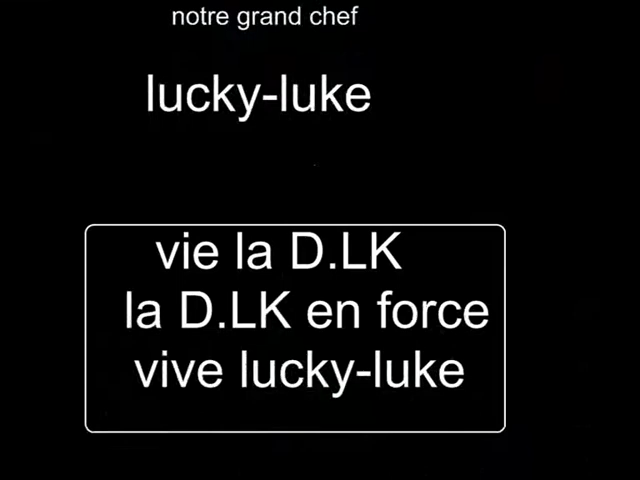 notre grand chef
lucky-luke
vie la D.LK
la D.LK en force
vive lucky-luke